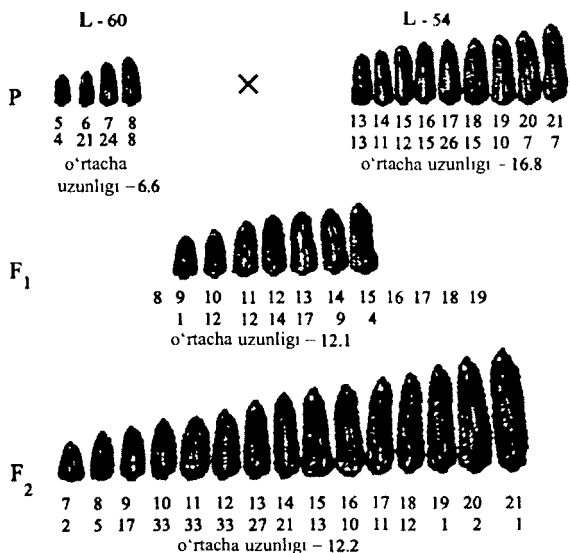 L - 60 L - 54
P ×
5 6 7 8 13 14 15 16 17 18 19 20 21
4 21 24 8 13 11 12 15 26 15 10 7 7
o‘rtacha o‘rtacha uzunligi - 16.8
uzunligi – 6.6
F1
8 9 10 11 12 13 14 15 16 17 18 19
1 12 12 14 17 9 4
o‘rtacha uzunligi – 12.1
F2
7 8 9 10 11 12 13 14 15 16 17 18 19 20 21
2 5 17 33 33 33 27 21 13 10 11 12 1 2 1
o‘rtacha uzunligi – 12.2